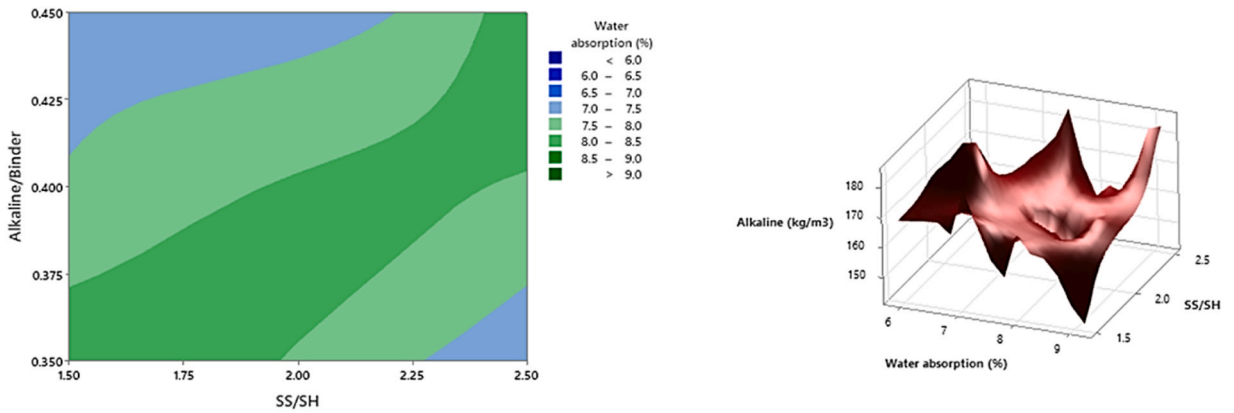 0.450
0.425
0.400
0.375
0.350
Alkaline/Binder
1.50
1.75
2.00
2.25
2.50
SS/SH
Water
absorption (%)
< 6.0
6.0 – 6.5
6.5 – 7.0
7.0 – 7.5
7.5 – 8.0
8.0 – 8.5
8.5 – 9.0
> 9.0
Alkaline (kg/m3)
180
170
160
150
6
7
8
9
Water absorption (%)
1.5
2.0
2.5
SS/SH